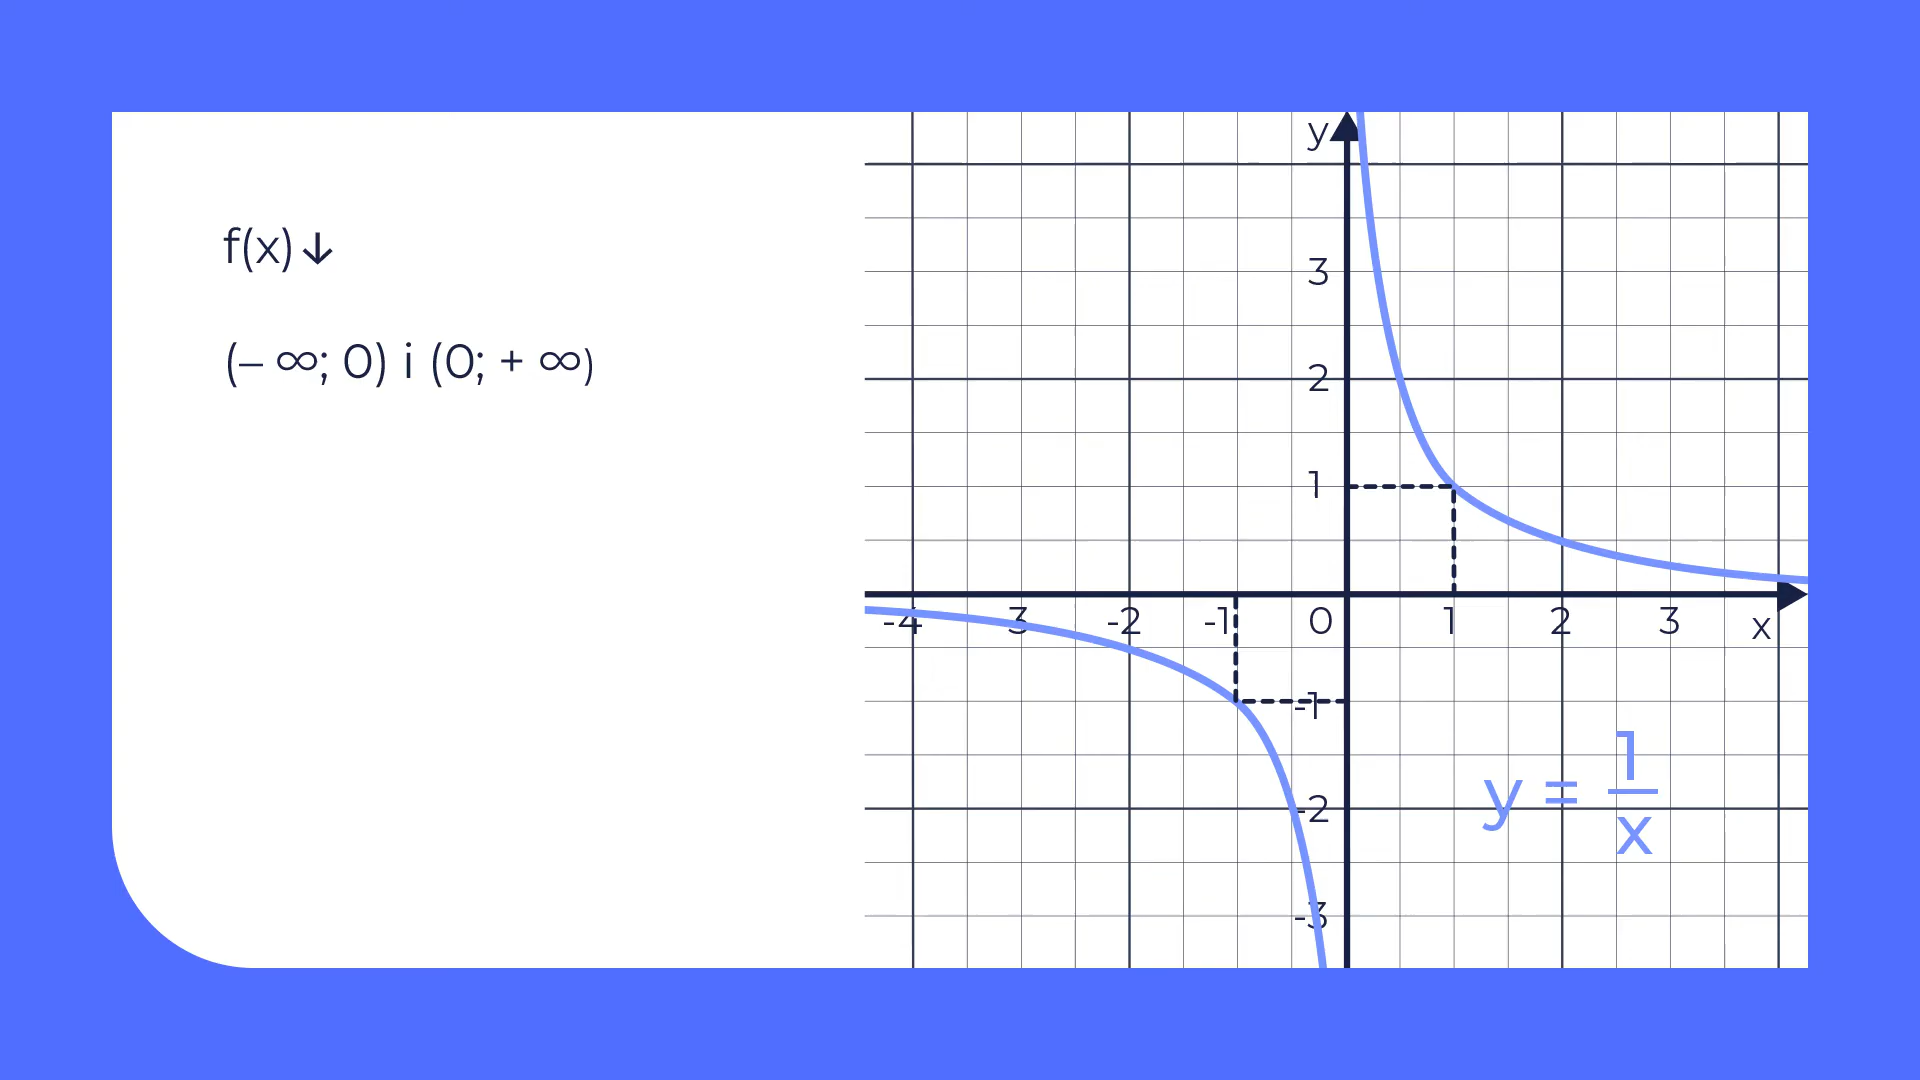 f(x)↓
(– ∞; 0) і (0; + ∞)
y
3
2
1
-4 3 -2 -1 0 1 2 3 x
-1
-2
-3
y = 1/x